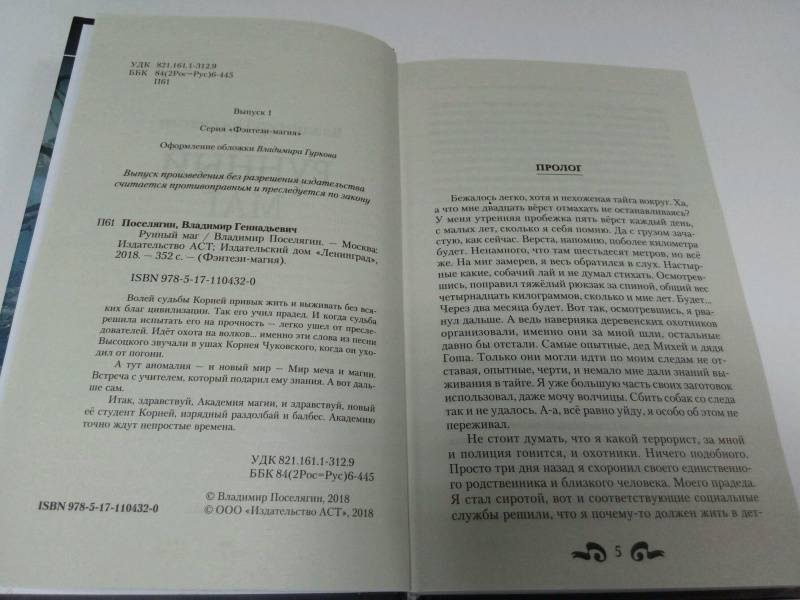 УДК 821.161.1-312.9
ББК 84(2Рос=Рус)6-445
П61
Выпуск 1
Серия «Фэнтези-магия»
Оформление обложки Владимира Гуркова
Выпуск произведения без разрешения издательства
считается противоправным и преследуется по закону
П61 Поселягин, Владимир Геннадьевич
Рунный маг / Владимир Поселягин. — Москва:
Издательство АСТ; Издательский дом «Ленинград»,
2018. — 352 с. — (Фэнтези-магия).
ISBN 978-5-17-110432-0
Волей судьбы Корней привык жить и выживать без вся-
ких благ цивилизации. Так его учил прадед. И когда судьба
решила испытать его на прочность — легко ушел от пресле-
дователей. Идёт охота на волков... именно эти слова из песни
Высоцкого звучали в ушах Корнея Чуковского, когда он ухо-
дил от погони.
А тут аномалия — и новый мир — Мир меча и магии.
Встреча с учителем, который подарил ему знания. А вот даль-
ше сам.
Итак, здравствуй, Академия магии, и здравствуй, новый
её студент Корней, изрядный раздолбай и балбес. Академию
точно ждут непростые времена.
УДК 821.161.1-312.9
ББК 84(2Рос=Рус)6-445
© Владимир Поселягин, 2018
ISBN 978-5-17-110432-0
© ООО «Издательство АСТ», 2018
ПРОЛОГ
Бежалось легко, хотя и нехоженая тайга вокруг. Ха,
а что мне двадцать вёрст отмахать не останавливаясь?
У меня утренняя пробежка пять вёрст каждый день,
с малых лет, сколько я себя помню. Да с грузом зача-
стую, как сейчас. Верста, напомню, поболее километра
будет. Ненамного, что там шестьдесят метров, но всё
же. На миг замерев, я весь обратился в слух. Настыр-
ные какие, собачий лай и не думал стихать. Осмотрев-
шись, поправил тяжёлый рюкзак за спиной, общий вес
четырнадцать килограммов, сколько и мне лет. Будет...
Через два месяца будет. Вот так, осмотревшись, я рва-
нул дальше. А ведь наверняка деревенских охотников
организовали, именно они за мной шли, остальные
давно бы отстали. Самые опытные, дед Михей и дядя
Гоша. Только они могли идти по моим следам не от-
ставая, опытные, черти, и немало мне дали знаний вы-
живания в тайге. Я уже большую часть своих заготовок
использовал, даже мочу волчицы. Сбить собак со следа
так и не удалось. А-а, всё равно уйду, я особо об этом не
переживал.
Не стоит думать, что я какой террорист, за мной
и полиция гонится, и охотники. Ничего подобного.
Просто три дня назад я схоронил своего единственно-
го родственника и близкого человека. Моего прадеда.
Я стал сиротой, вот и соответствующие социальные
службы решили, что я почему-то должен жить в дет-
5